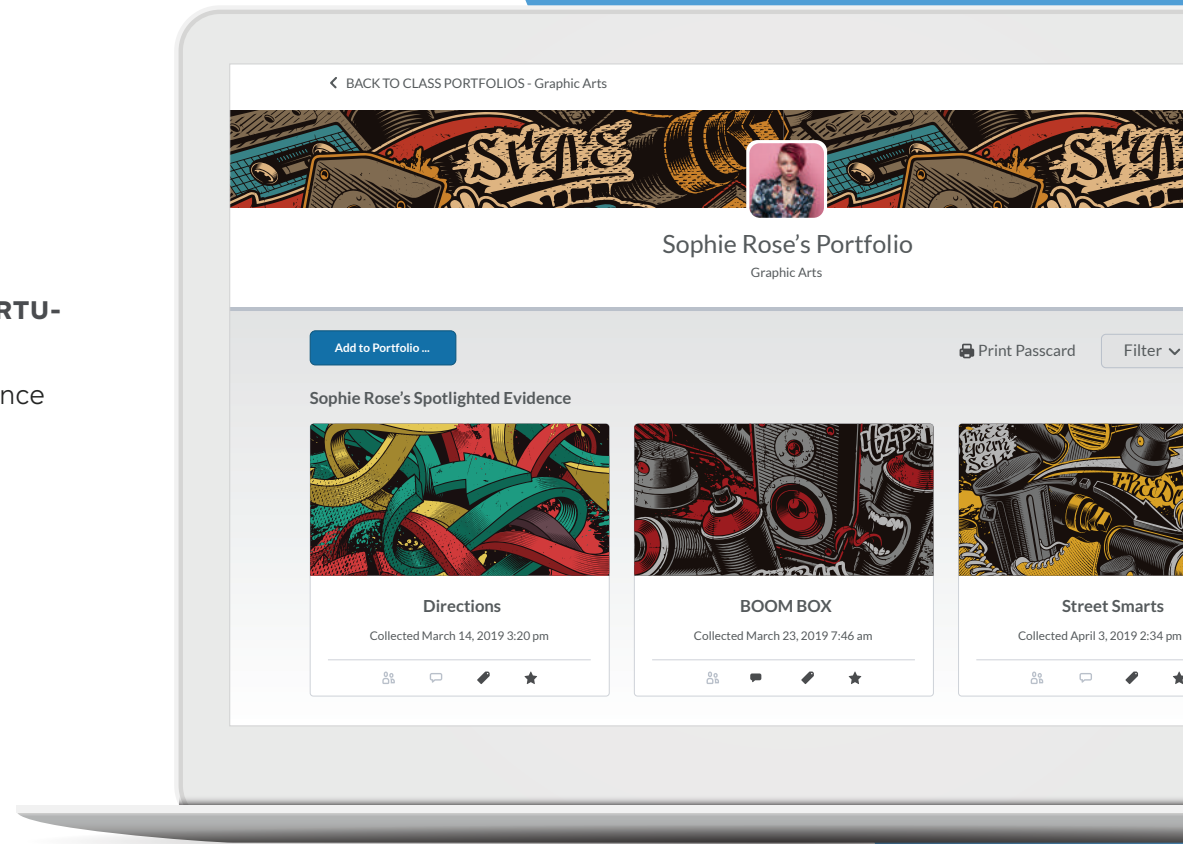 BACK TO CLASS PORTFOLIOS - Graphic Arts
STYLE
Sophie Rose’s Portfolio
Graphic Arts
RTU-
nce
Add to Portfolio ...
Print Passcard
Filter
Sophie Rose’s Spotlighted Evidence
Directions
Collected March 14, 2019 3:20 pm
BOOM BOX
Collected March 23, 2019 7:46 am
Street Smarts
Collected April 3, 2019 2:34 pm